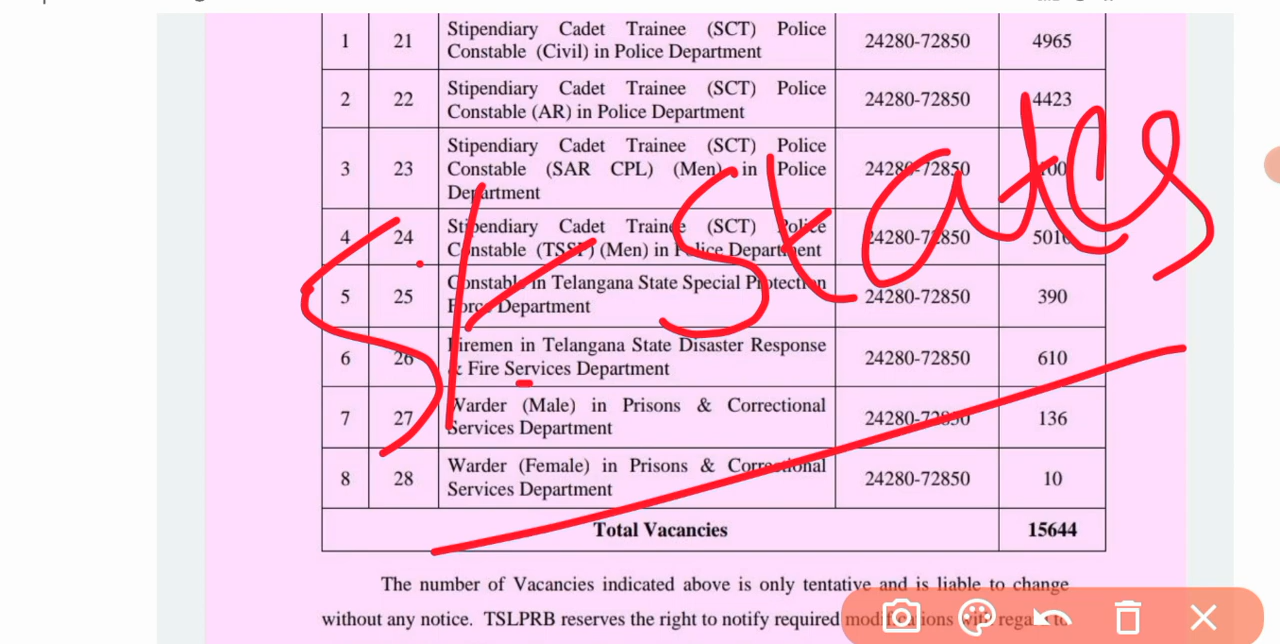 1 21 Stipendiary Cadet Trainee (SCT) Police 24280-72850 4965
Constable (Civil) in Police Department
2 22 Stipendiary Cadet Trainee (SCT) Police 24280-72850 4423
Constable (AR) in Police Department
3 23 Stipendiary Cadet Trainee (SCT) Police
Constable (SAR CPL) (Men) in Police 24280-72850
Department
4 24 Stipendiary Cadet Trainee (SCT) Police 24280-72850
Constable (TSSP) (Men) in Police Department
5 25 Constable in Telangana State Special Protection 24280-72850 390
Force Department
6 26 Firemen in Telangana State Disaster Response 24280-72850 610
& Fire Services Department
7 27 Warder (Male) in Prisons & Correctional 24280-72850 136
Services Department
8 28 Warder (Female) in Prisons & Correctional 24280-72850 10
Services Department
Total Vacancies 15644
The number of Vacancies indicated above is only tentative and is liable to change
without any notice. TSLPRB reserves the right to notify required modifications with regard to
States